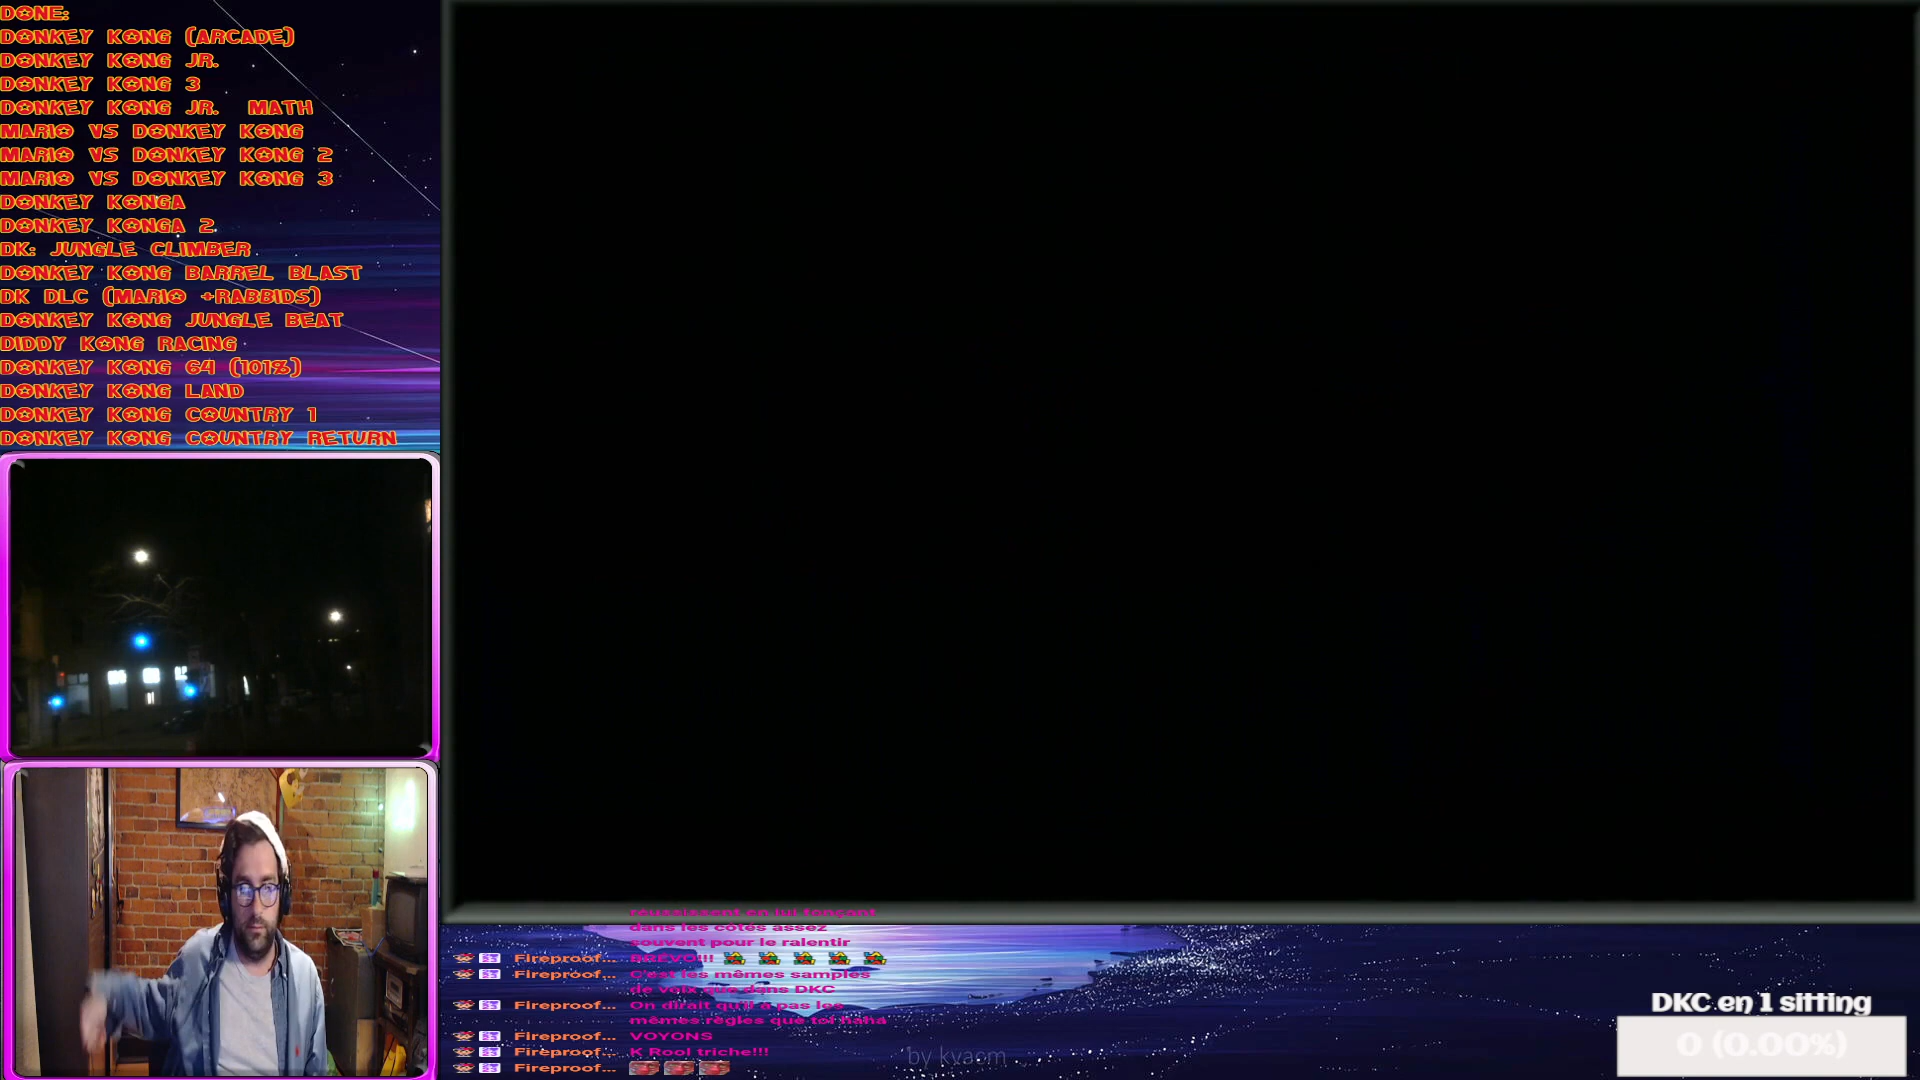 DONE:
DONKEY KONG (ARCADE)
DONKEY KONG JR.
DONKEY KONG 3
DONKEY KONG JR. MATH
MARIO VS DONKEY KONG
MARIO VS DONKEY KONG 2
MARIO VS DONKEY KONG 3
DONKEY KONGA
DONKEY KONGA 2
DK: JUNGLE CLIMBER
DONKEY KONG BARREL BLAST
DK DLC (MARIO +RABBIDS)
DONKEY KONG JUNGLE BEAT
DIDDY KONG RACING
DONKEY KONG 64 (101%)
DONKEY KONG LAND
DONKEY KONG COUNTRY 1
DONKEY KONG COUNTRY RETURN
réussissent en lui fonçant
dans les côtés assez
souvent pour le ralentir
Fireproof... BREVO!!!
Fireproof... C'est les mêmes samples
de voix que dans DKC
Fireproof... On dirait qu'il a pas les
mêmes règles que toi haha
Fireproof... VOYONS
Fireproof... K Rool triche!!!
Fireproof...
by kvacm
DKC en 1 sitting
0 (0.00%)